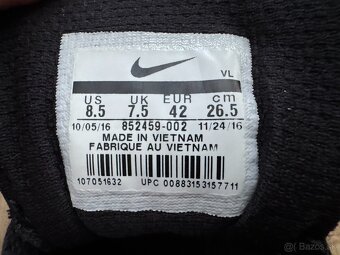 VL
US UK EUR cm
8.5 7.5 42 26.5
10/05/16 852459-002 11/24/16
MADE IN VIETNAM
FABRIQUE AU VIETNAM
107051632 UPC 00883153157711
Bazos.sk